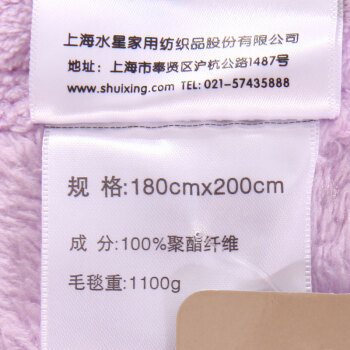 上海水星家用纺织品股份有限公司
地址：上海市奉贤区沪杭公路1487号
www.shuixing.com TEL: 021-57435888
规 格:180cmx200cm
成 分:100%聚酯纤维
毛毯重:1100g